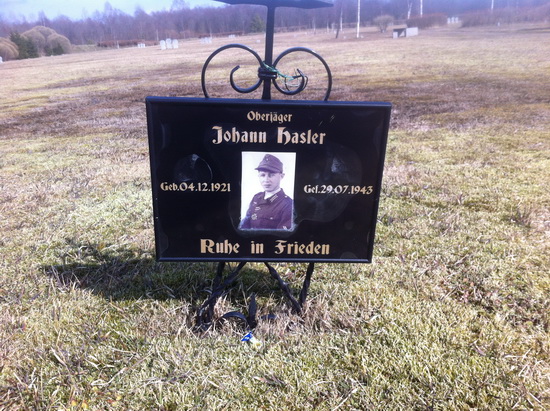 Oberjäger
Johann Hasler
Geb.04.12.1921
Gef.29.07.1943
Ruhe in Frieden